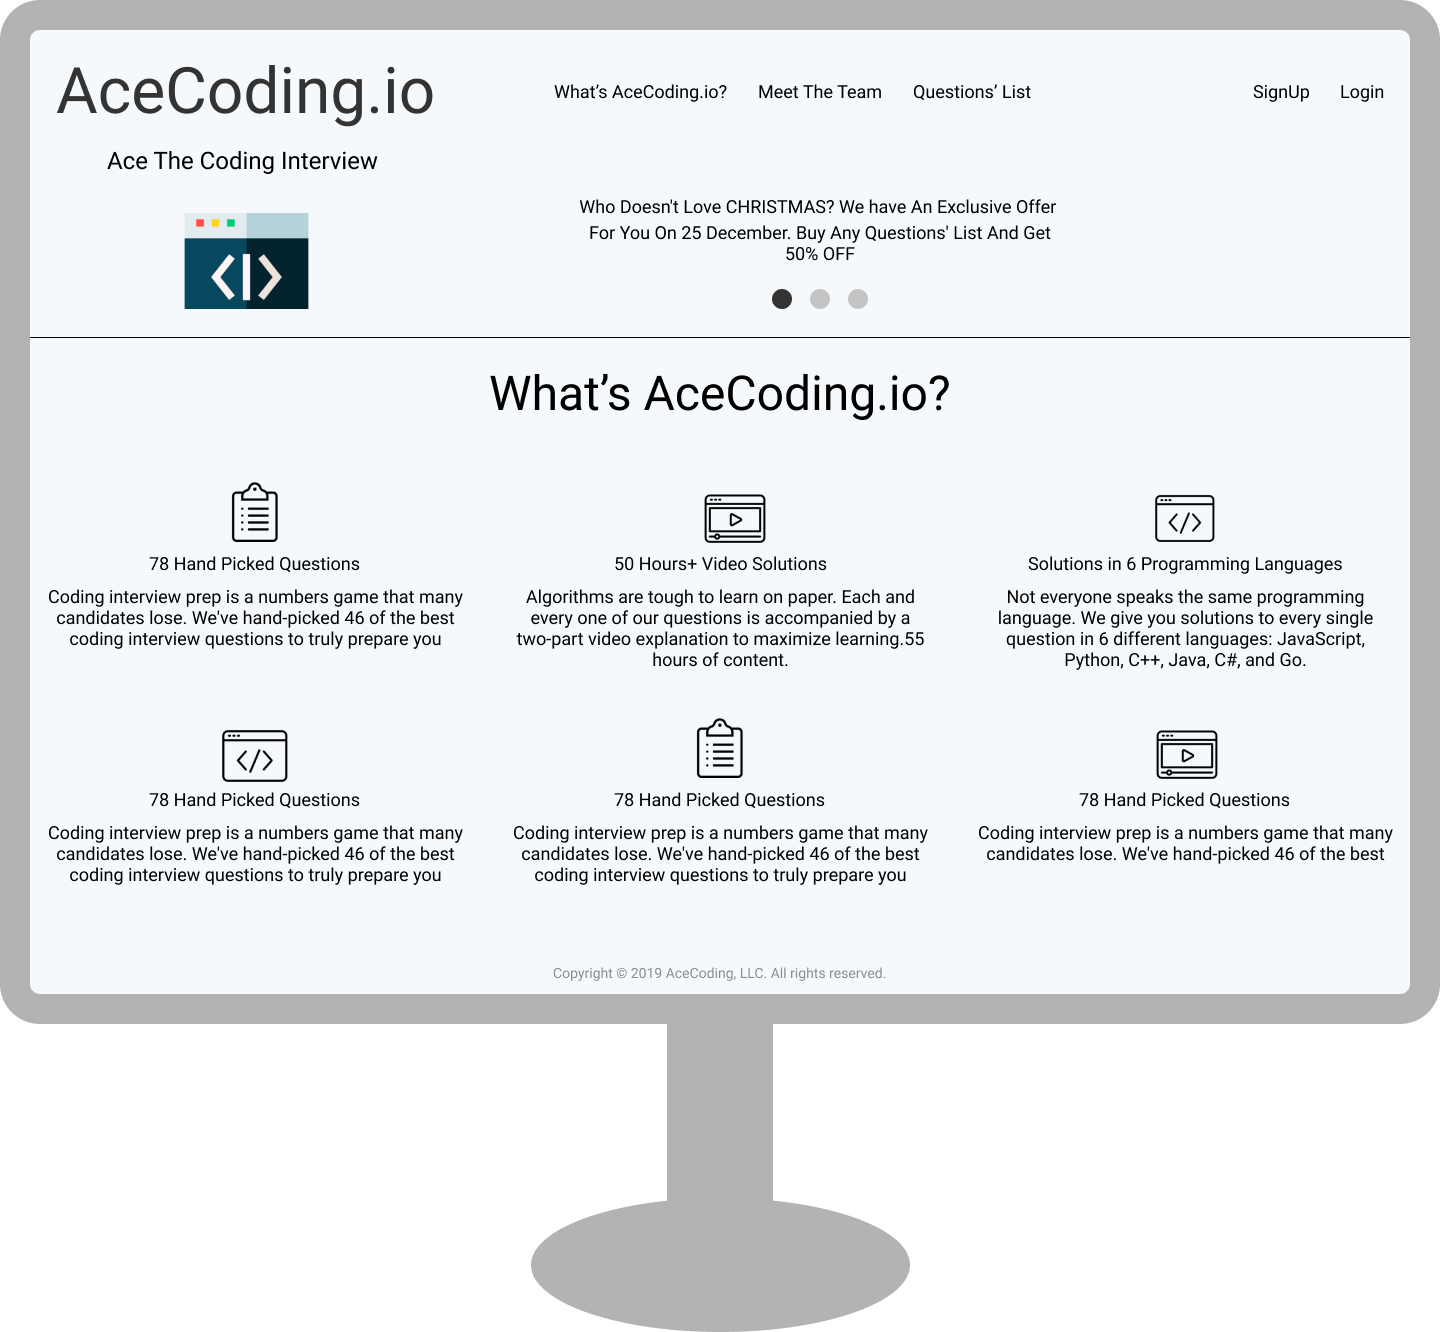 AceCoding.io
What’s AceCoding.io? Meet The Team Questions’ List SignUp Login
Ace The Coding Interview
Who Doesn't Love CHRISTMAS? We have An Exclusive Offer
For You On 25 December. Buy Any Questions' List And Get
50% OFF
What’s AceCoding.io?
78 Hand Picked Questions
Coding interview prep is a numbers game that many
candidates lose. We've hand-picked 46 of the best
coding interview questions to truly prepare you
50 Hours+ Video Solutions
Algorithms are tough to learn on paper. Each and
every one of our questions is accompanied by a
two-part video explanation to maximize learning.55
hours of content.
Solutions in 6 Programming Languages
Not everyone speaks the same programming
language. We give you solutions to every single
question in 6 different languages: JavaScript,
Python, C++, Java, C#, and Go.
78 Hand Picked Questions
Coding interview prep is a numbers game that many
candidates lose. We've hand-picked 46 of the best
coding interview questions to truly prepare you
78 Hand Picked Questions
Coding interview prep is a numbers game that many
candidates lose. We've hand-picked 46 of the best
coding interview questions to truly prepare you
78 Hand Picked Questions
Coding interview prep is a numbers game that many
candidates lose. We've hand-picked 46 of the best
Copyright © 2019 AceCoding, LLC. All rights reserved.